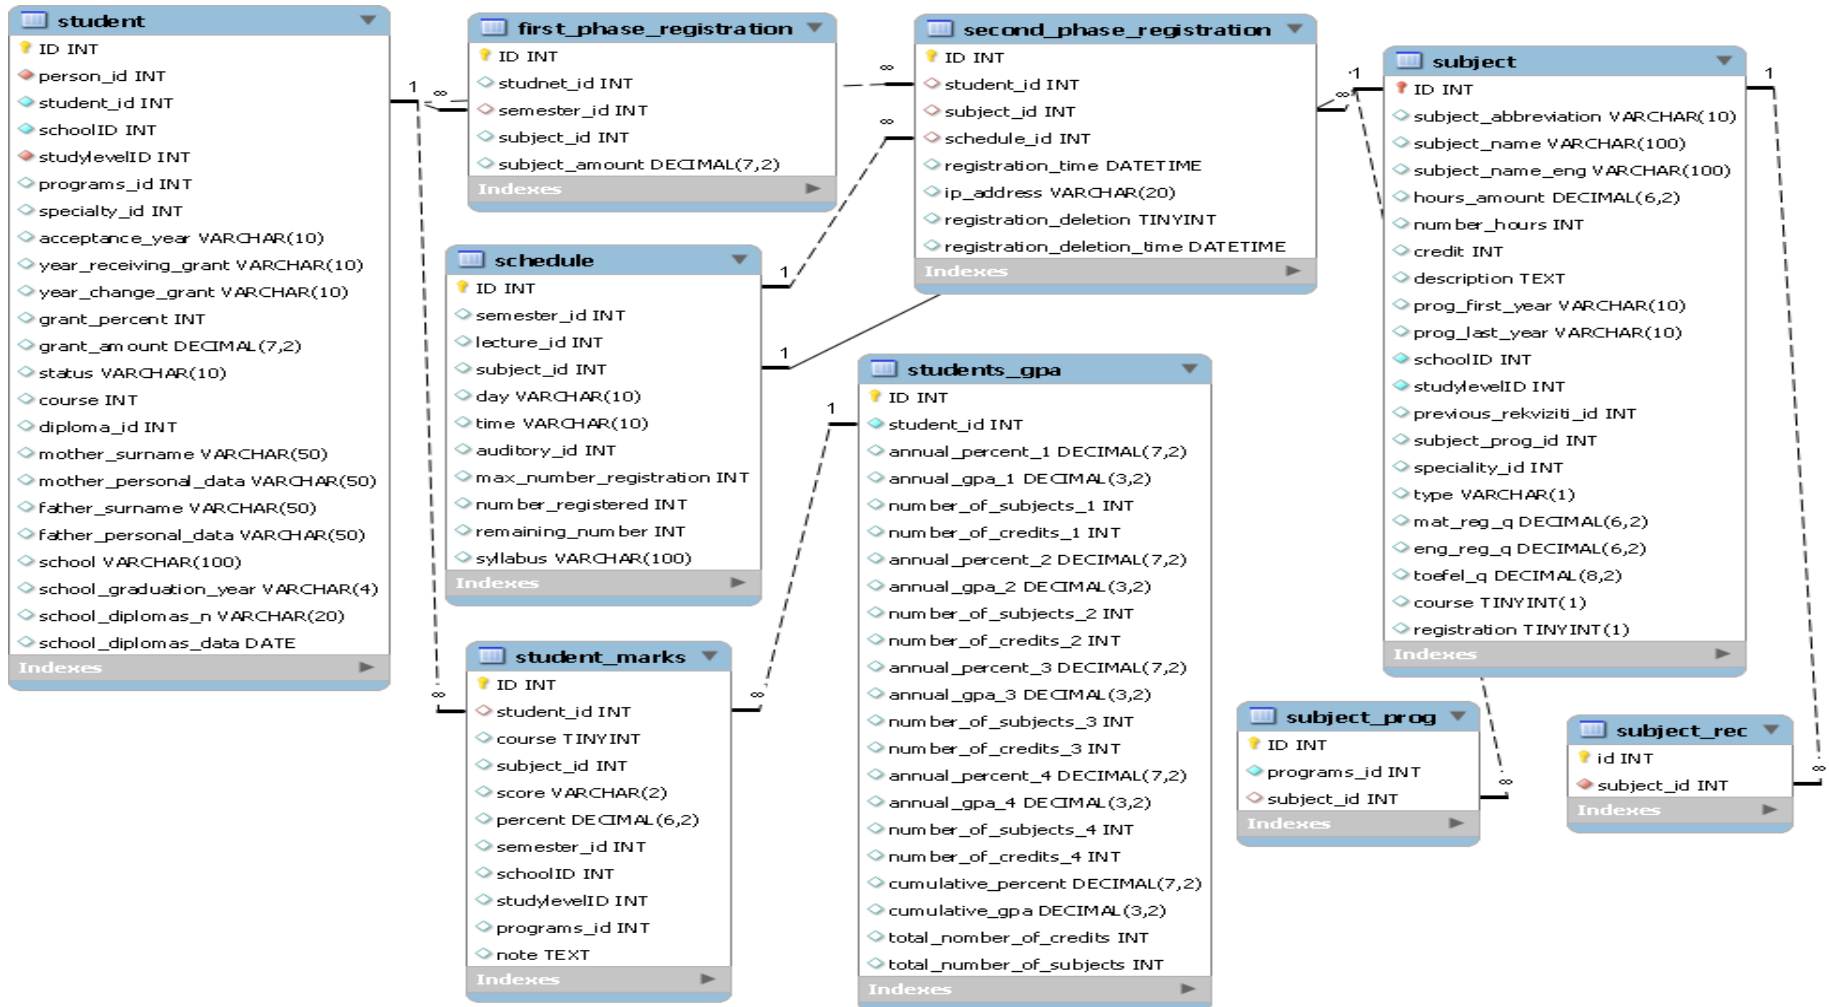 student
ID INT
person_id INT
student_id INT
schoolID INT
studylevelID INT
programs_id INT
specialty_id INT
acceptance_year VARCHAR(10)
year_receiving_grant VARCHAR(10)
year_change_grant VARCHAR(10)
grant_percent INT
grant_amount DECIMAL(7,2)
status VARCHAR(10)
course INT
diploma_id INT
mother_surname VARCHAR(50)
mother_personal_data VARCHAR(50)
father_surname VARCHAR(50)
father_personal_data VARCHAR(50)
school VARCHAR(100)
school_graduation_year VARCHAR(4)
school_diplomas_n VARCHAR(20)
school_diplomas_data DATE
Indexes
1
∞
∞
first_phase_registration
ID INT
studnet_id INT
semester_id INT
subject_id INT
subject_amount DECIMAL(7,2)
Indexes
schedule
ID INT
semester_id INT
lecture_id INT
subject_id INT
day VARCHAR(10)
time VARCHAR(10)
auditory_id INT
max_number_registration INT
number_registered INT
remaining_number INT
syllabus VARCHAR(100)
Indexes
1
1
student_marks
ID INT
student_id INT
course TINYINT
subject_id INT
score VARCHAR(2)
percent DECIMAL(6,2)
semester_id INT
schoolID INT
studylevelID INT
programs_id INT
note TEXT
Indexes
∞
1
∞
∞
second_phase_registration
ID INT
student_id INT
subject_id INT
schedule_id INT
registration_time DATETIME
ip_address VARCHAR(20)
registration_deletion TINYINT
registration_deletion_time DATETIME
Indexes
students_gpa
ID INT
student_id INT
annual_percent_1 DECIMAL(7,2)
annual_gpa_1 DECIMAL(3,2)
number_of_subjects_1 INT
number_of_credits_1 INT
annual_percent_2 DECIMAL(7,2)
annual_gpa_2 DECIMAL(3,2)
number_of_subjects_2 INT
number_of_credits_2 INT
annual_percent_3 DECIMAL(7,2)
annual_gpa_3 DECIMAL(3,2)
number_of_subjects_3 INT
number_of_credits_3 INT
annual_percent_4 DECIMAL(7,2)
annual_gpa_4 DECIMAL(3,2)
number_of_subjects_4 INT
number_of_credits_4 INT
cumulative_percent DECIMAL(7,2)
cumulative_gpa DECIMAL(3,2)
total_nomber_of_credits INT
total_number_of_subjects INT
Indexes
1
∞
subject
ID INT
subject_abbreviation VARCHAR(10)
subject_name VARCHAR(100)
subject_name_eng VARCHAR(100)
hours_amount DECIMAL(6,2)
number_hours INT
credit INT
description TEXT
prog_first_year VARCHAR(10)
prog_last_year VARCHAR(10)
schoolID INT
studylevelID INT
previous_rekviziti_id INT
subject_prog_id INT
speciality_id INT
type VARCHAR(1)
mat_reg_q DECIMAL(6,2)
eng_reg_q DECIMAL(6,2)
toefel_q DECIMAL(8,2)
course TINYINT(1)
registration TINYINT(1)
Indexes
1
subject_prog
ID INT
programs_id INT
subject_id INT
Indexes
∞
subject_rec
id INT
subject_id INT
Indexes
∞